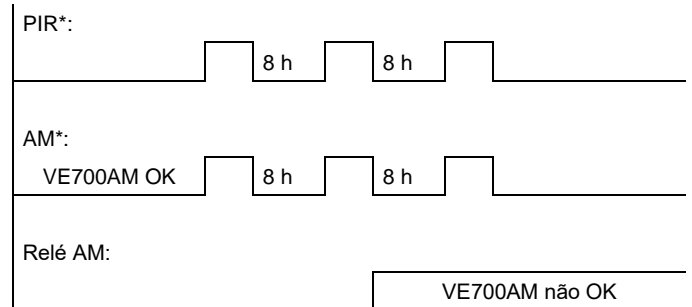 PIR*:
8 h 8 h
AM*:
VE700AM OK 8 h 8 h
Relé AM:
VE700AM não OK